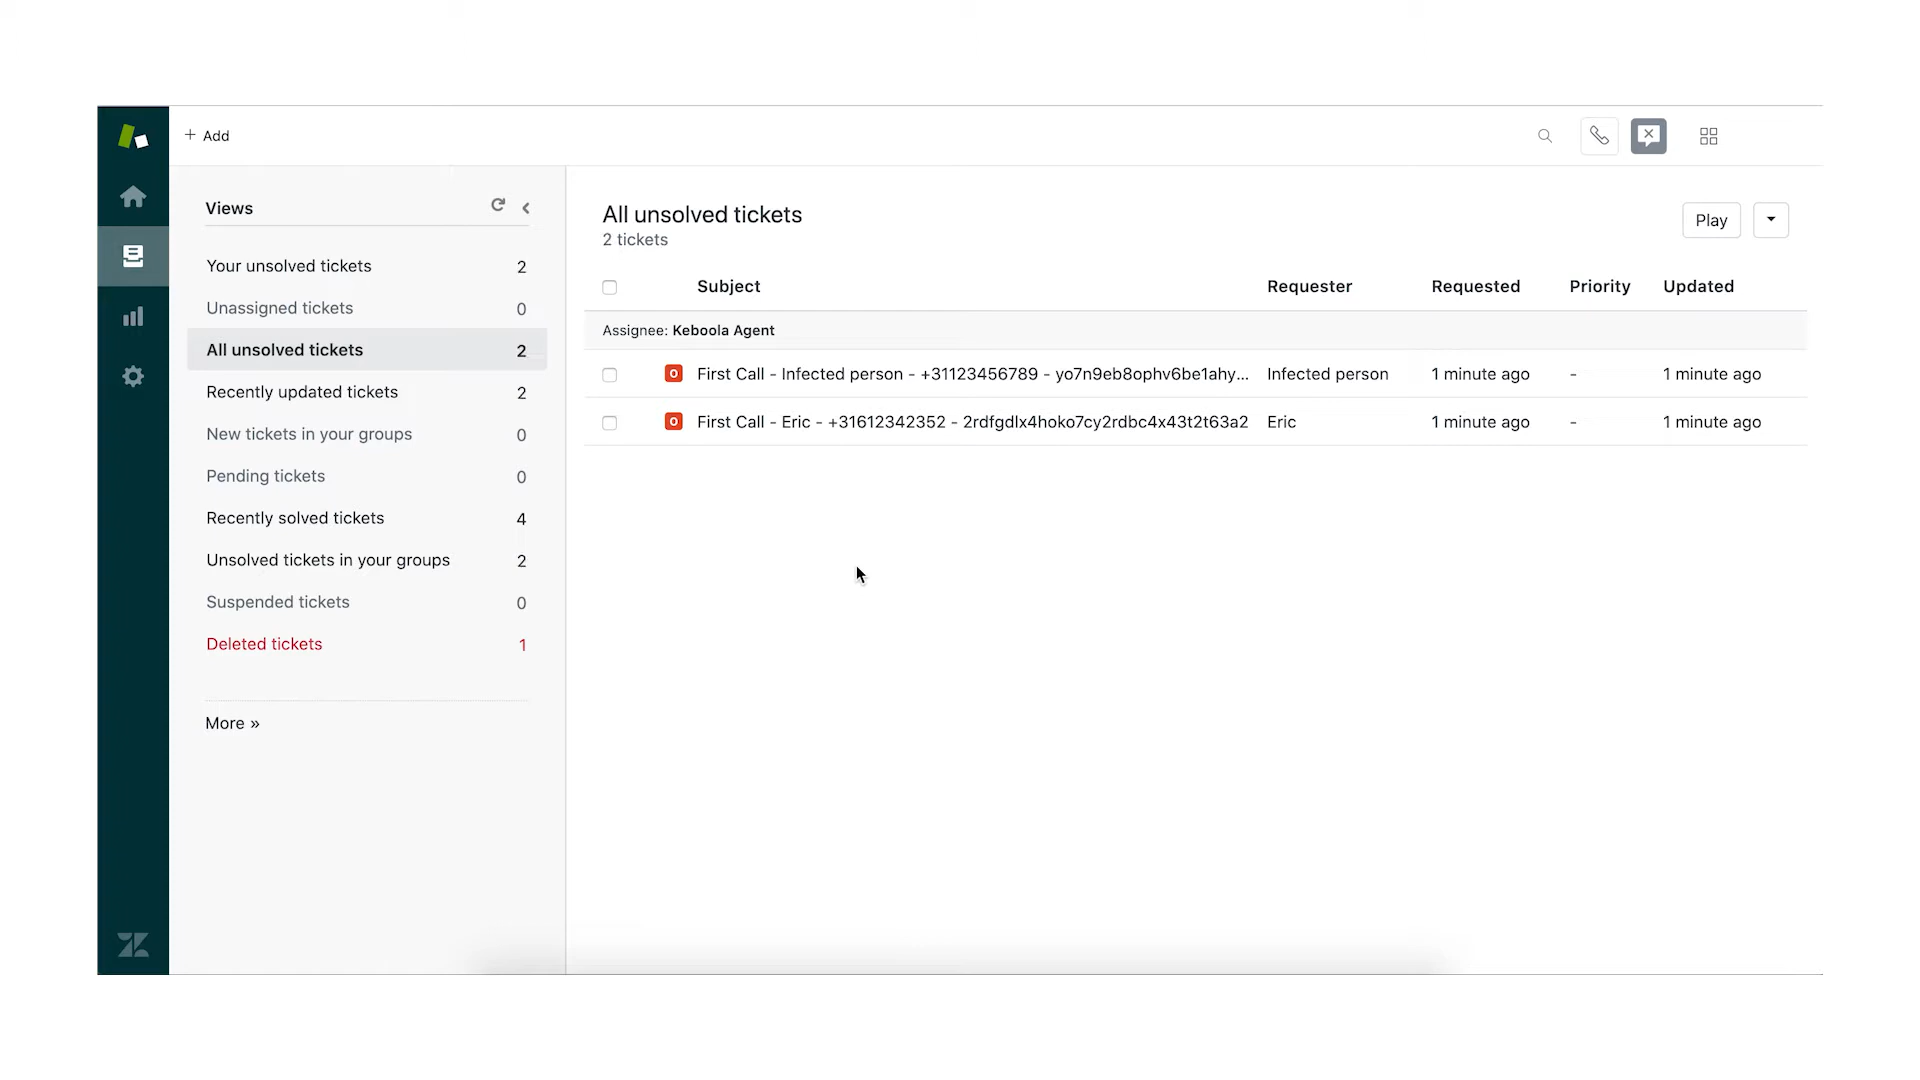 + Add
Views
Your unsolved tickets 2
Unassigned tickets 0
All unsolved tickets 2
Recently updated tickets 2
New tickets in your groups 0
Pending tickets 0
Recently solved tickets 4
Unsolved tickets in your groups 2
Suspended tickets 0
Deleted tickets 1
More »
All unsolved tickets
2 tickets
Play
Subject Requester Requested Priority Updated
Assignee: Keboola Agent
O First Call - Infected person - +31123456789 - yo7n9eb8ophv6be1ahy... Infected person 1 minute ago - 1 minute ago
O First Call - Eric - +31612342352 - 2rdfgdlx4hoko7cy2rdbc4x43t2t63a2 Eric 1 minute ago - 1 minute ago